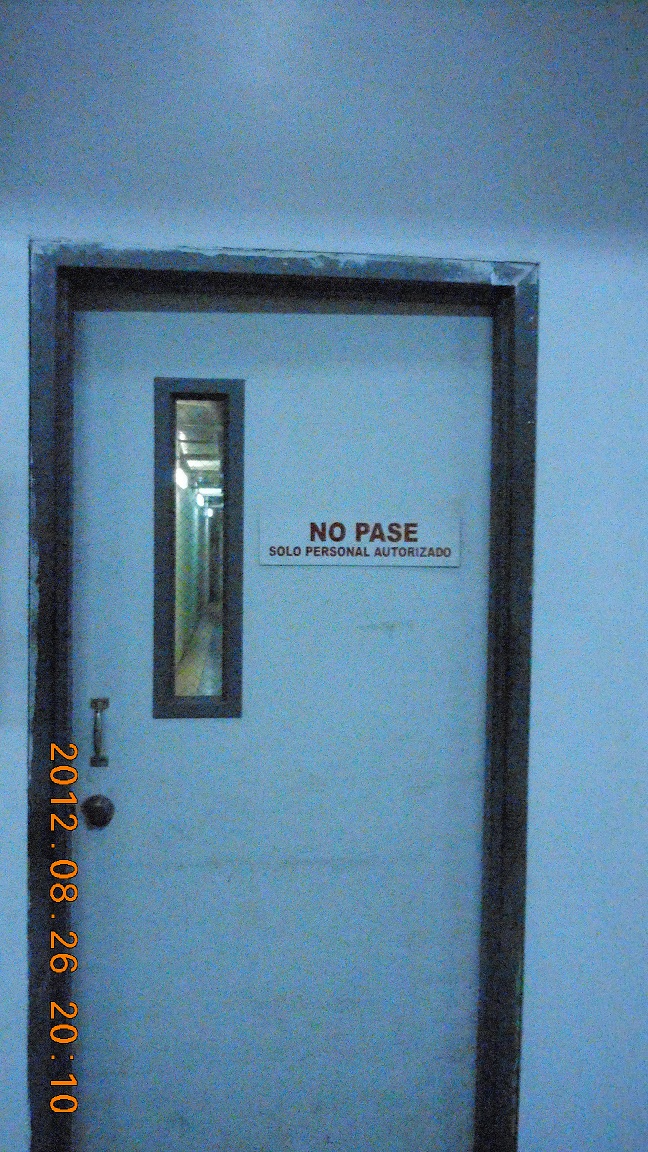 NO PASE
SOLO PERSONAL AUTORIZADO
2012.08.26 20:10